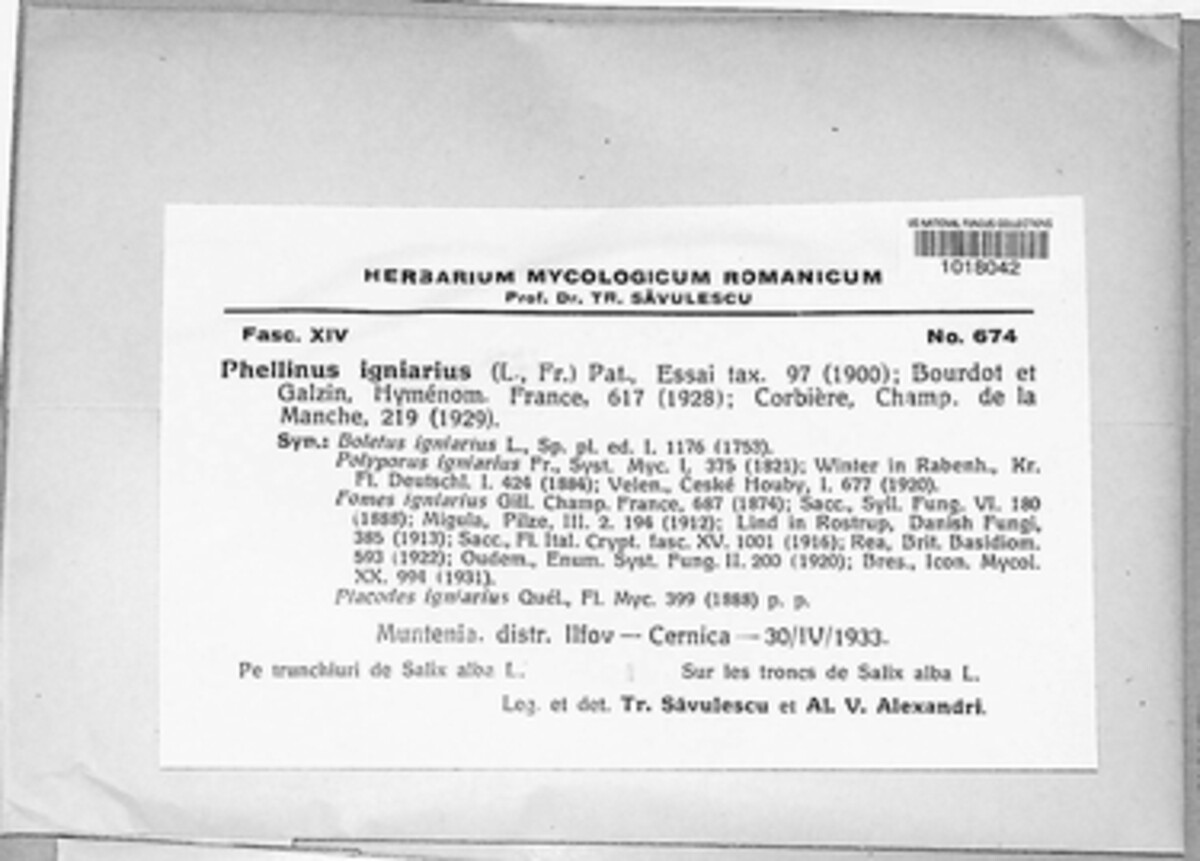 US NATIONAL FUNGUS COLLECTIONS
1018042
HERBARIUM MYCOLOGICUM ROMANICUM
Prof. Dr. TR. SĂVULESCU
Fasc. XIV No. 674
Phellinus igniarius (L., Fr.) Pat., Essai tax. 97 (1900); Bourdot et
Galzin, Hyménom. France, 617 (1928); Corbière, Champ. de la
Manche, 219 (1929).
Syn.: Boletus igniarius L., Sp. pl. ed. I. 1176 (1753).
Polyporus igniarius Fr., Syst. Myc. I, 375 (1821); Winter in Rabenh., Kr.
Fl. Deutschl. I. 424 (1884); Velen., České Houby, I. 677 (1920).
Fomes igniarius Gill. Champ. France, 687 (1874); Sacc., Syll. Fung. VI. 180
(1888); Migula, Pilze, III. 2. 194 (1912); Lind in Rostrup, Danish Fungi,
385 (1913); Sacc., Fl. Ital. Crypt. fasc. XV. 1001 (1916); Rea, Brit. Basidiom.
593 (1922); Oudem., Enum. Syst. Fung. II. 200 (1920); Bres., Icon. Mycol.
XX. 994 (1931).
Placodes igniarius Quél., Fl. Myc. 399 (1888) p. p.
Muntenia. distr. Ilfov — Cernica — 30/IV/1933.
Pe trunchiuri de Salix alba L. Sur les troncs de Salix alba L.
Leg. et det. Tr. Săvulescu et Al. V. Alexandri.